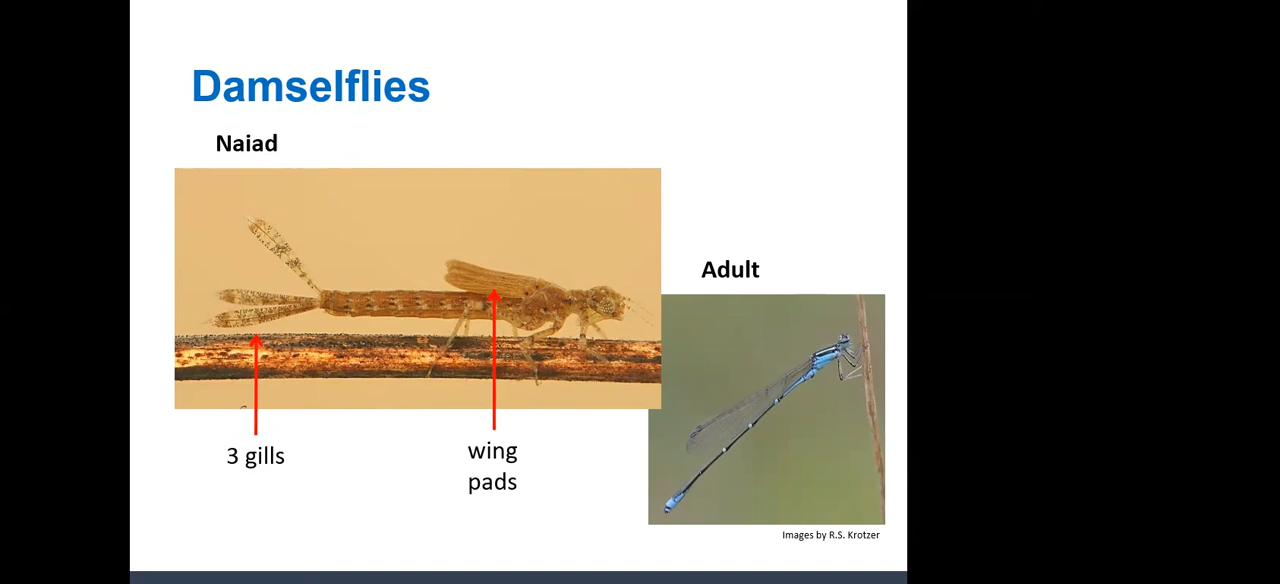 Damselflies
Naiad
Adult
3 gills
wing
pads
Images by R.S. Krotzer